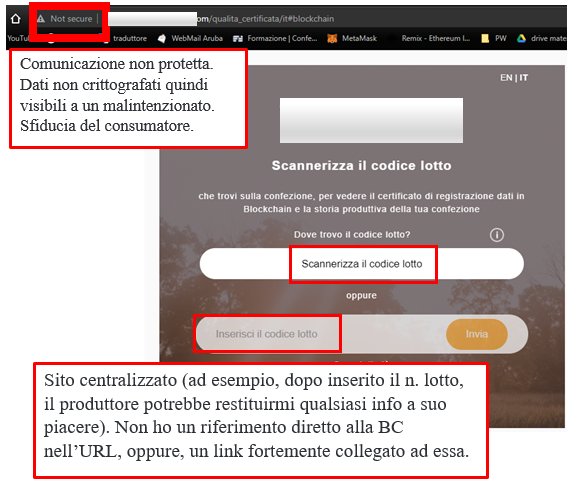 Not secure
om/qualita_certificata/it#blockchain
YouTu
traduttore
WebMail Aruba
Formazione | Confe...
MetaMask
Remix - Ethereum I...
PW
drive mate
Comunicazione non protetta.
Dati non crittografati quindi
visibili a un malintenzionato.
Sfiducia del consumatore.
EN | IT
Scannerizza il codice lotto
che trovi sulla confezione, per vedere il certificato di registrazione dati in
Blockchain e la storia produttiva della tua confezione
Dove trovo il codice lotto?
i
Scannerizza il codice lotto
oppure
Inserisci il codice lotto
Invia
Sito centralizzato (ad esempio, dopo inserito il n. lotto,
il produttore potrebbe restituirmi qualsiasi info a suo
piacere). Non ho un riferimento diretto alla BC
nell’URL, oppure, un link fortemente collegato ad essa.